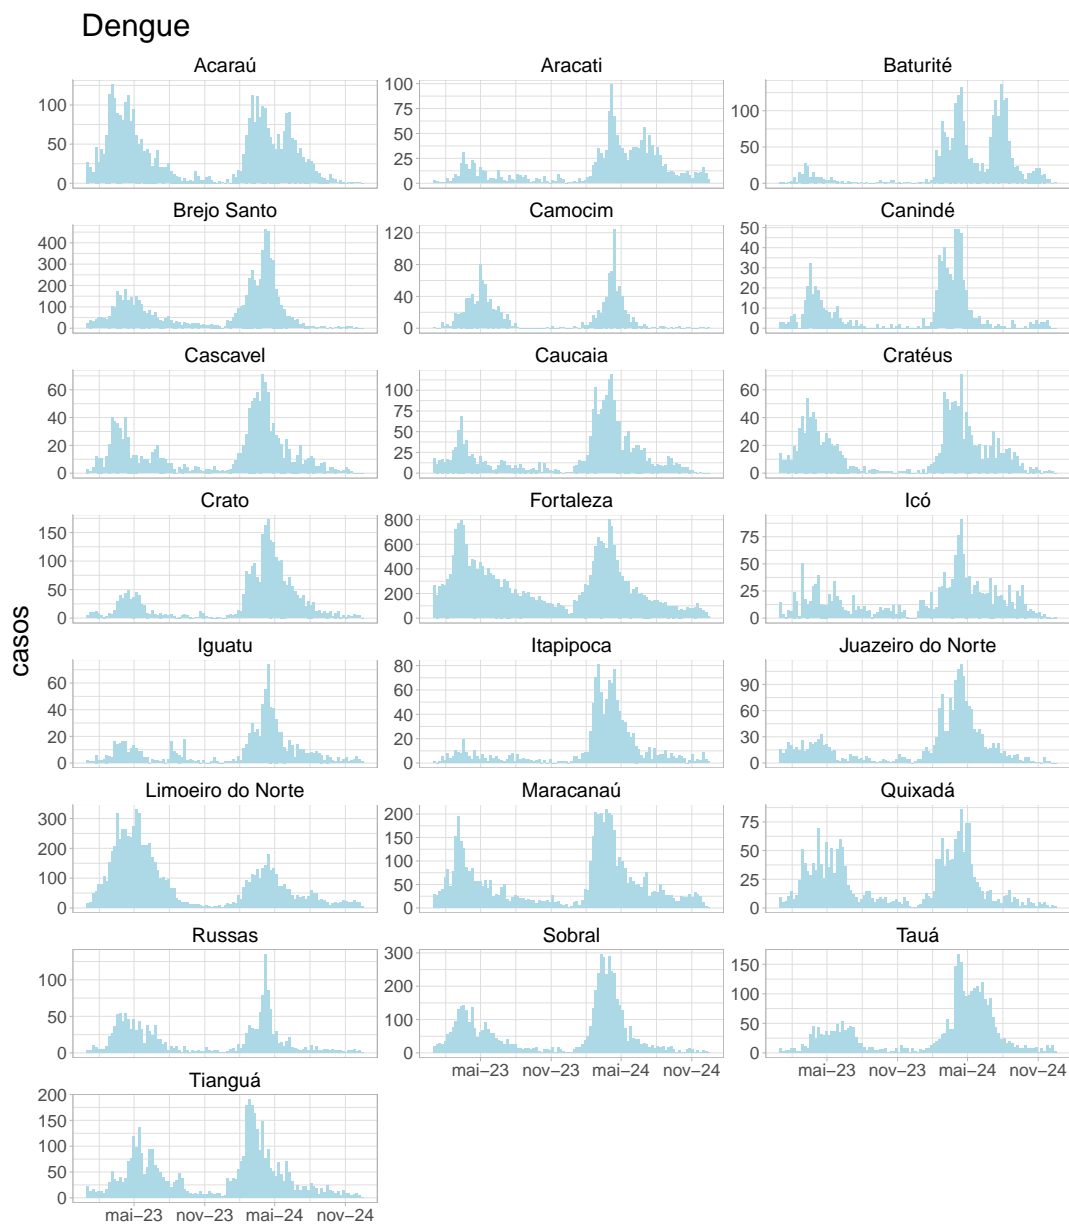 Dengue
Acaraú Aracati Baturité
100 50 0
100 75 50 25 0
100 50 0
Brejo Santo Camocim Canindé
400 300 200 100 0
120 80 40 0
50 40 30 20 10 0
Cascavel Caucaia Cratéus
60 40 20 0
100 75 50 25 0
60 40 20 0
Crato Fortaleza Icó
150 100 50 0
800 600 400 200 0
75 50 25 0
casos
Iguatu Itapipoca Juazeiro do Norte
60 40 20 0
80 60 40 20 0
90 60 30 0
Limoeiro do Norte Maracanaú Quixadá
300 200 100 0
200 150 100 50 0
75 50 25 0
Russas Sobral Tauá
100 50 0
300 200 100 0
150 100 50 0
mai–23 nov–23 mai–24 nov–24
mai–23 nov–23 mai–24 nov–24
Tianguá
200 150 100 50 0
mai–23 nov–23 mai–24 nov–24